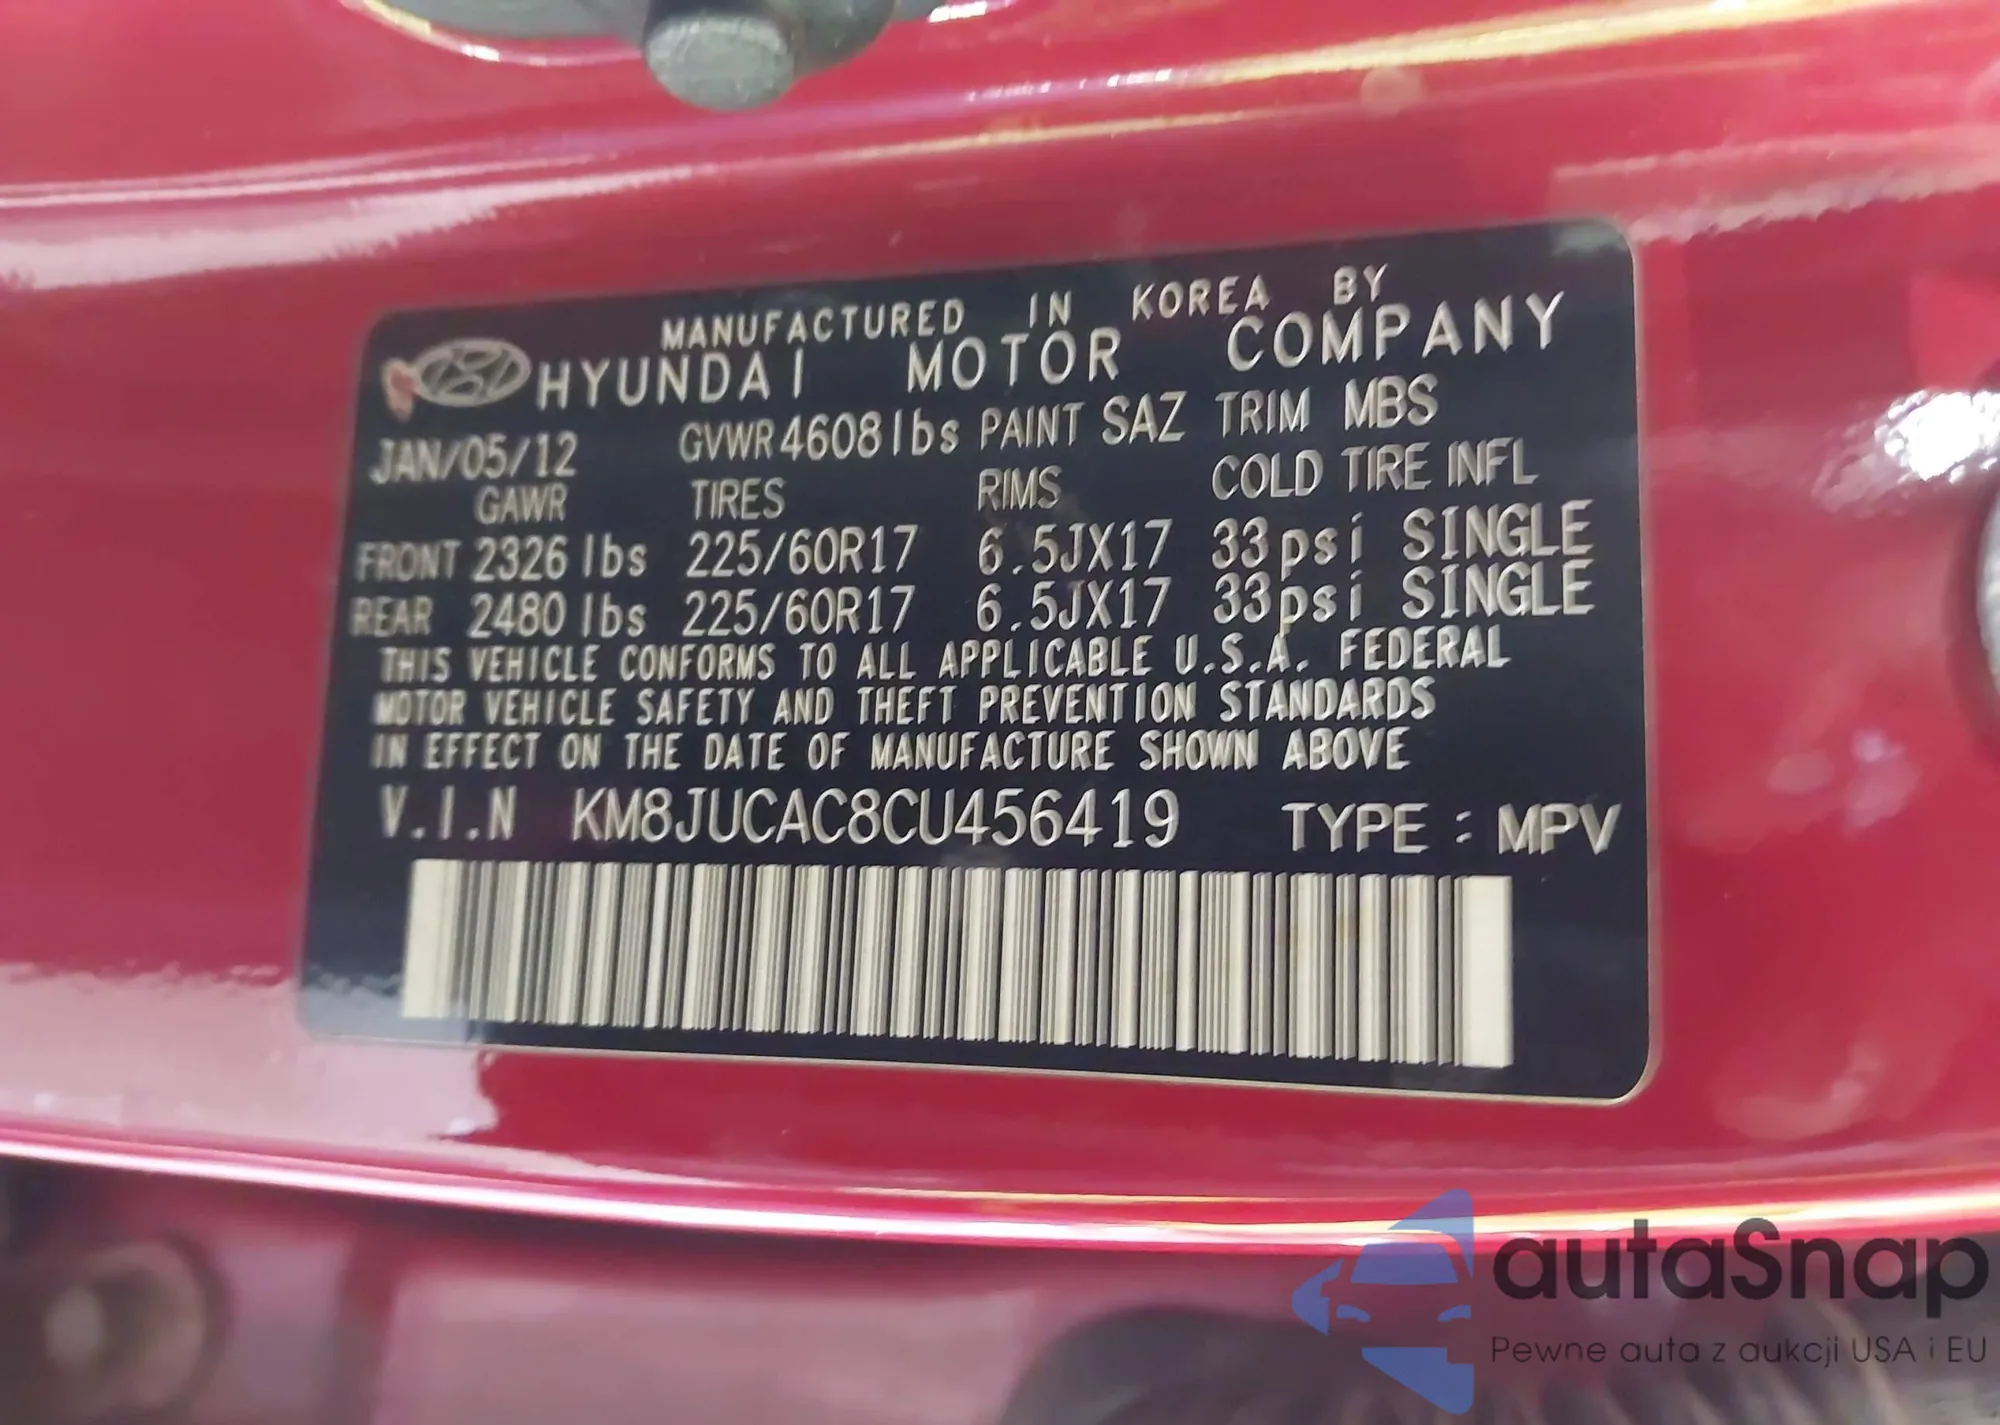 MANUFACTURED IN KOREA BY
HYUNDAI MOTOR COMPANY
JAN/05/12 GVWR 4608 lbs PAINT SAZ TRIM MBS
GAWR TIRES RIMS COLD TIRE INFL
FRONT 2326 lbs 225/60R17 6.5JX17 33psi SINGLE
REAR 2480 lbs 225/60R17 6.5JX17 33psi SINGLE
THIS VEHICLE CONFORMS TO ALL APPLICABLE U.S.A. FEDERAL
MOTOR VEHICLE SAFETY AND THEFT PREVENTION STANDARDS
IN EFFECT ON THE DATE OF MANUFACTURE SHOWN ABOVE
V.I.N KM8JUCAC8CU456419 TYPE : MPV
autaSnap
Pewne auta z aukcji USA i EU